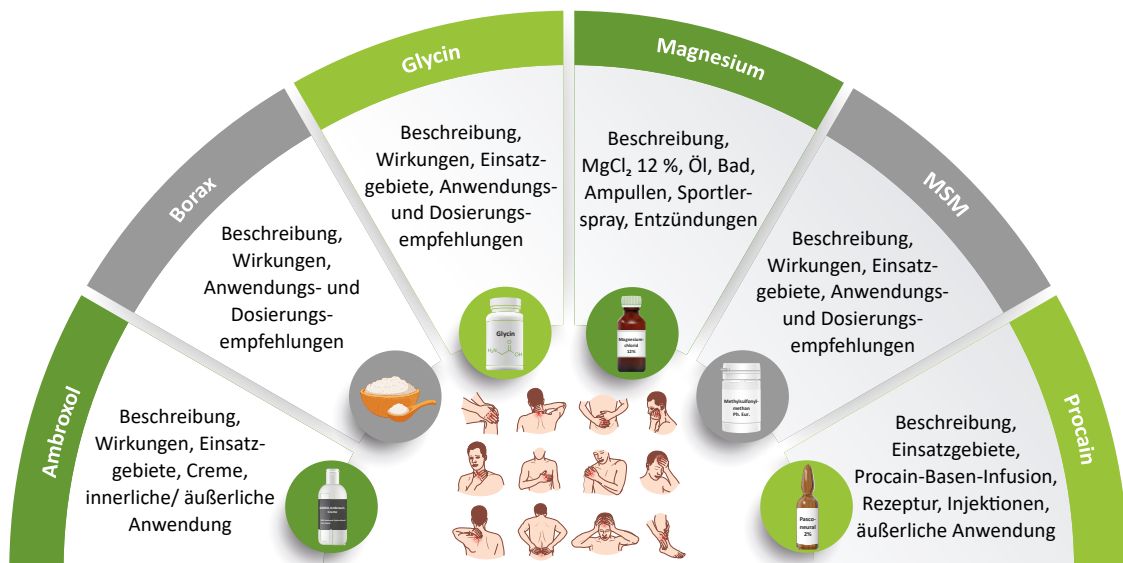 Ambroxol
Beschreibung,
Wirkungen, Einsatz-
gebiete, Creme,
innerliche/ äußerliche
Anwendung
Borax
Beschreibung,
Wirkungen,
Anwendungs- und
Dosierungs-
empfehlungen
Glycin
Beschreibung,
Wirkungen, Einsatz-
gebiete, Anwendungs-
und Dosierungs-
empfehlungen
Glycin
H₂N
O
OH
Magnesium
Beschreibung,
MgCl₂ 12 %, Öl, Bad,
Ampullen, Sportler-
spray, Entzündungen
Magnesium-
chlorid
12%
MSM
Beschreibung,
Wirkungen, Einsatz-
gebiete, Anwendungs-
und Dosierungs-
empfehlungen
Methylsulfonyl-
methan
Ph. Eur.
Procain
Beschreibung,
Einsatzgebiete,
Procain-Basen-Infusion,
Rezeptur, Injektionen,
äußerliche Anwendung
Pasco-
neural
2%